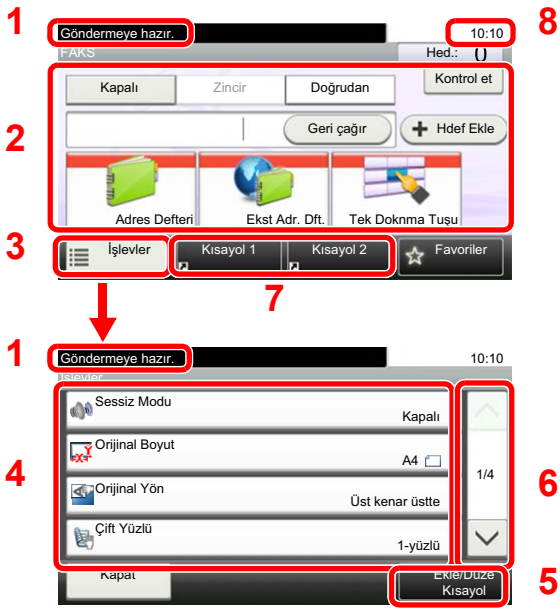 1 Göndermeye hazır. 10:10 8
FAKS Hed.: ()
Kapalı Zincir Doğrudan Kontrol et
2
Geri çağır Hdef Ekle
Adres Defteri Ekst Adr. Dft. Tek Doknma Tuşu
3 İşlevler Kısayol 1 Kısayol 2 Favoriler
7
1 Göndermeye hazır. 10:10
İşlevler
Sessiz Modu
Kapalı
Orijinal Boyut
A4
4 1/4 6
Orijinal Yön
Üst kenar üstte
Çift Yüzlü
1-yüzlü
Kapat Ekle/Düze 5
Kısayol